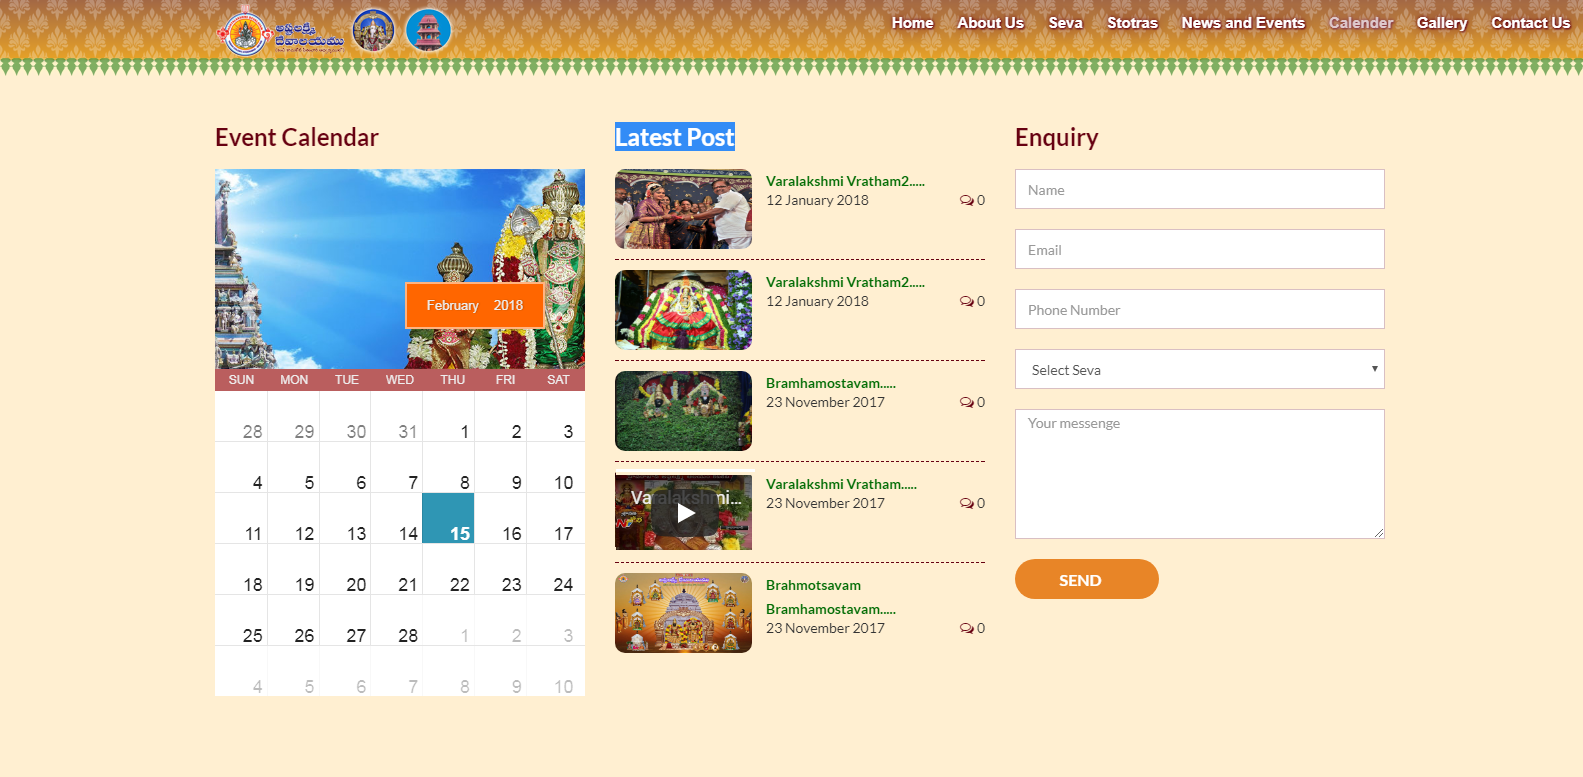 అష్టలక్ష్మీ
దేవాలయము
Home About Us Seva Stotras News and Events Calender Gallery Contact Us
Event Calendar
February 2018
SUN MON TUE WED THU FRI SAT
28 29 30 31 1 2 3
4 5 6 7 8 9 10
11 12 13 14 15 16 17
18 19 20 21 22 23 24
25 26 27 28 1 2 3
4 5 6 7 8 9 10
Latest Post
Varalakshmi Vratham2.....
12 January 2018 0
Varalakshmi Vratham2.....
12 January 2018 0
Bramhamostavam.....
23 November 2017 0
Varalakshmi...
Varalakshmi Vratham.....
23 November 2017 0
Brahmotsavam
Bramhamostavam.....
23 November 2017 0
Enquiry
Name
Email
Phone Number
Select Seva
Your messenge
SEND